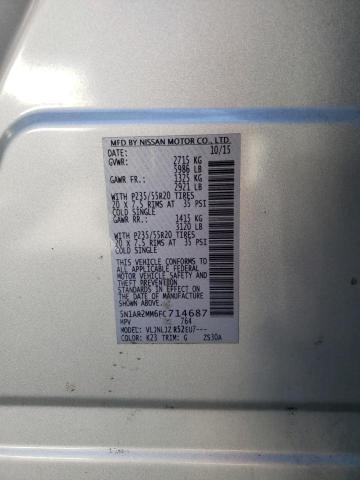 MFD BY NISSAN MOTOR CO., LTD.
DATE: 10/15
GVWR: 2715 KG
5986 LB
GAWR FR.: 1325 KG
2921 LB
WITH P235/55R20 TIRES
20 X 7.5 RIMS AT 35 PSI
COLD SINGLE
GAWR RR.: 1415 KG
3120 LB
WITH P235/55R20 TIRES
20 X 7.5 RIMS AT 35 PSI
COLD SINGLE
THIS VEHICLE CONFORMS TO
ALL APPLICABLE FEDERAL
MOTOR VEHICLE SAFETY AND
THEFT PREVENTION
STANDARDS IN EFFECT ON
THE DATE OF MANUFACTURE
SHOWN ABOVE
5N1AR2MM6FC714687
MPV 764
MODEL: VLJNLJZ R52EU7---
COLOR: K23 TRIM: G ZS30A